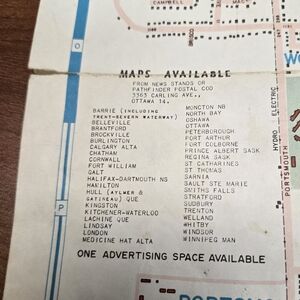 CAMPBELL
BRISCO
O
MAPS AVAILABLE
FROM NEWS STANDS OR
PATHFINDER POSTAL COD
3363 CARLING AVE.,
OTTAWA 14.
BARRIE (INCLUDING
TRENT-SEVERN WATERWAY)
BELLEVILLE
BRANTFORD
BROCKVILLE
BURLINGTON
CALGARY ALTA
CHATHAM
CORNWALL
FORT WILLIAM
GALT
HALIFAX-DARTMOUTH NS
HAMILTON
HULL (AYLMER &
GATINEAU) QUE
KINGSTON
KITCHENER-WATERLOO
LACHINE QUE
LINDSAY
LONDON
MEDICINE HAT ALTA
MONCTON NB
NORTH BAY
OSHAWA
OTTAWA
PETERBOROUGH
PORT ARTHUR
PORT COLBORNE
PRINCE ALBERT SASK
REGINA SASK
ST CATHARINES
ST THOMAS
SARNIA
SAULT STE MARIE
SMITHS FALLS
STRATFORD
SUDBURY
TRENTON
WELLAND
WHITBY
WINDSOR
WINNIPEG MAN
ONE ADVERTISING SPACE AVAILABLE
P
HYDRO ELECTRIC
PORTSMOUTH